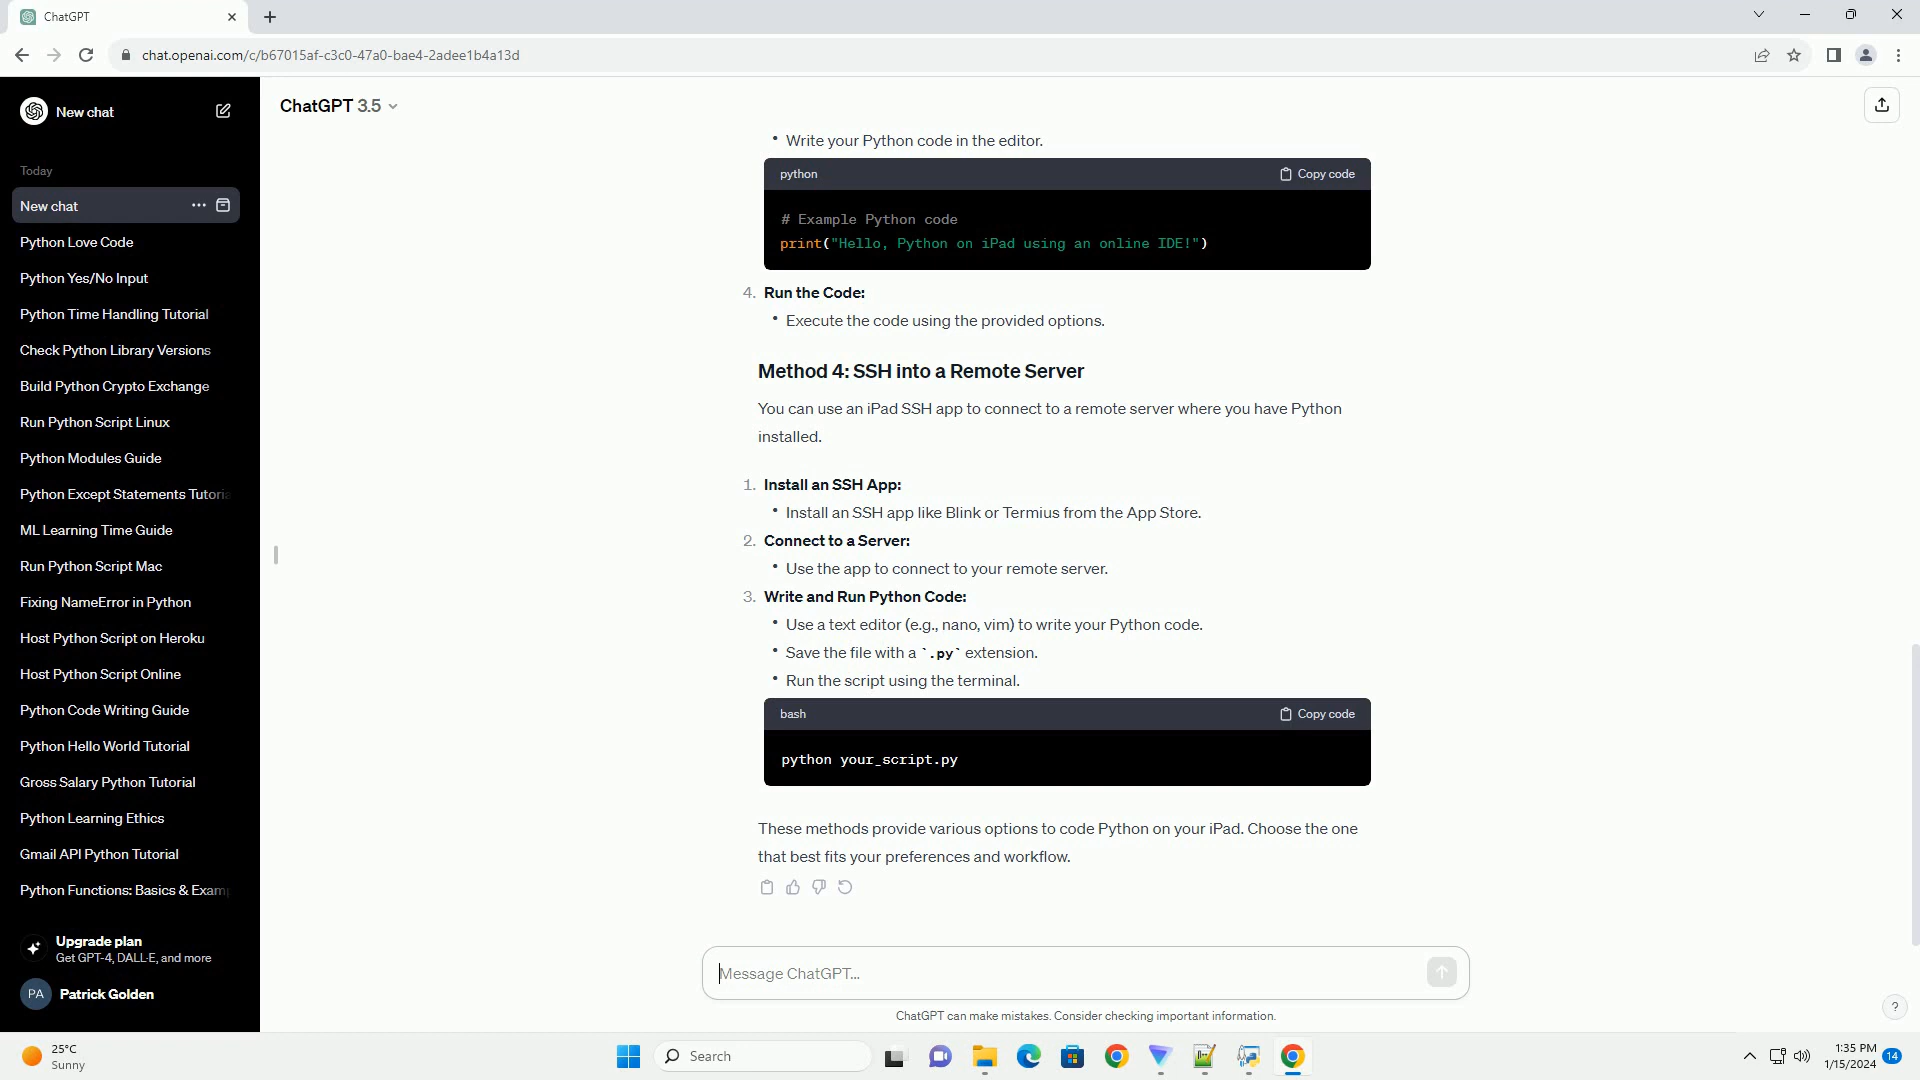 ChatGPT
chat.openai.com/c/b67015af-c3c0-47a0-bae4-2adee1b4a13d
New chat
Today
New chat
Python Love Code
Python Yes/No Input
Python Time Handling Tutorial
Check Python Library Versions
Build Python Crypto Exchange
Run Python Script Linux
Python Modules Guide
Python Except Statements Tutoria
ML Learning Time Guide
Run Python Script Mac
Fixing NameError in Python
Host Python Script on Heroku
Host Python Script Online
Python Code Writing Guide
Python Hello World Tutorial
Gross Salary Python Tutorial
Python Learning Ethics
Gmail API Python Tutorial
Python Functions: Basics & Exam
Upgrade plan
Get GPT-4, DALL·E, and more
PA Patrick Golden
ChatGPT 3.5
• Write your Python code in the editor.
python Copy code
# Example Python code
print("Hello, Python on iPad using an online IDE!")
4. Run the Code:
• Execute the code using the provided options.
Method 4: SSH into a Remote Server
You can use an iPad SSH app to connect to a remote server where you have Python
installed.
1. Install an SSH App:
• Install an SSH app like Blink or Termius from the App Store.
2. Connect to a Server:
• Use the app to connect to your remote server.
3. Write and Run Python Code:
• Use a text editor (e.g., nano, vim) to write your Python code.
• Save the file with a `.py` extension.
• Run the script using the terminal.
bash Copy code
python your_script.py
These methods provide various options to code Python on your iPad. Choose the one
that best fits your preferences and workflow.
Message ChatGPT...
ChatGPT can make mistakes. Consider checking important information.
?
25°C
Sunny
Search
1:35 PM
1/15/2024
14